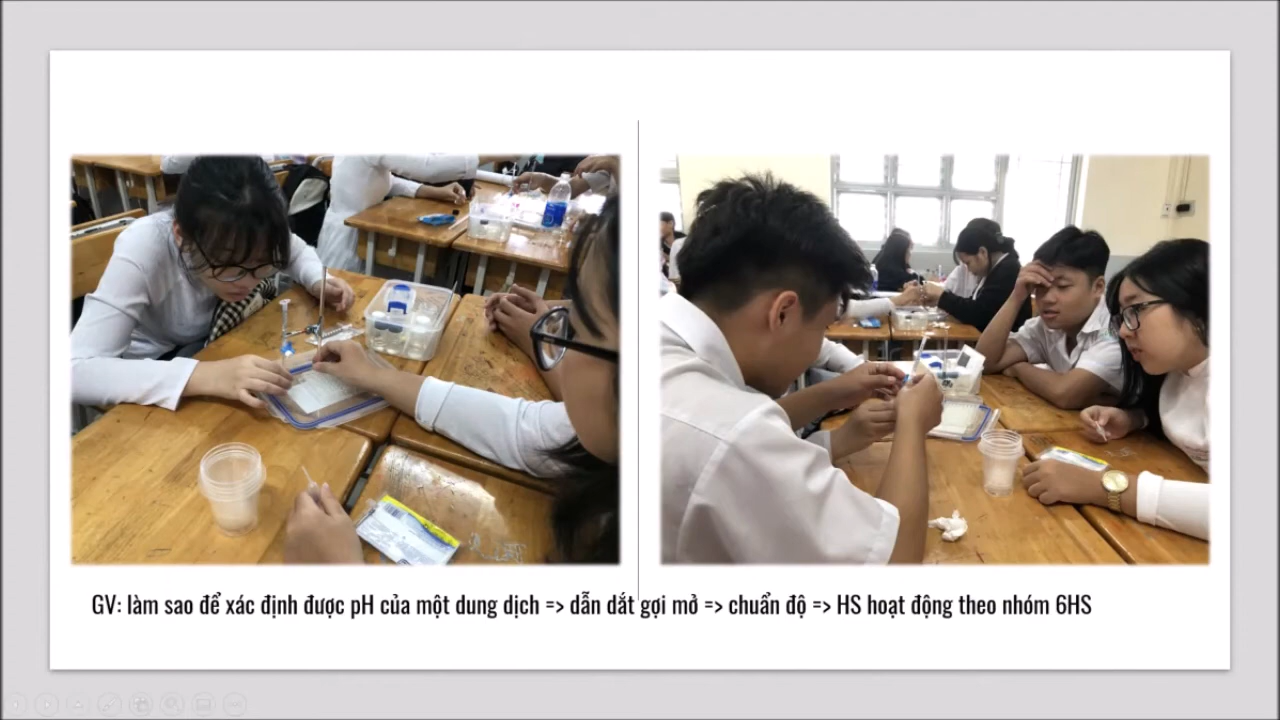 GV: làm sao để xác định được pH của một dung dịch => dẫn dắt gợi mở => chuẩn độ => HS hoạt động theo nhóm 6HS